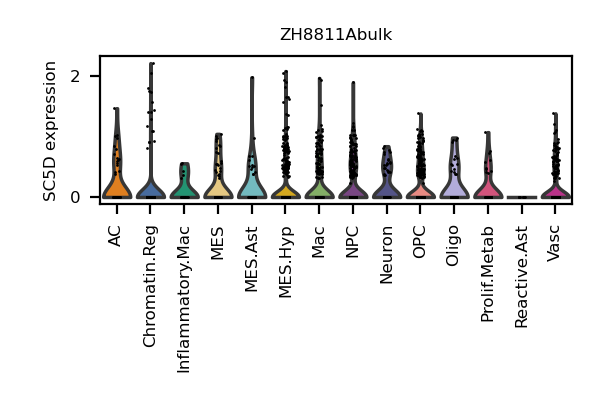 ZH8811Abulk
SC5D expression
2
0
AC
Chromatin.Reg
Inflammatory.Mac
MES
MES.Ast
MES.Hyp
Mac
NPC
Neuron
OPC
Oligo
Prolif.Metab
Reactive.Ast
Vasc